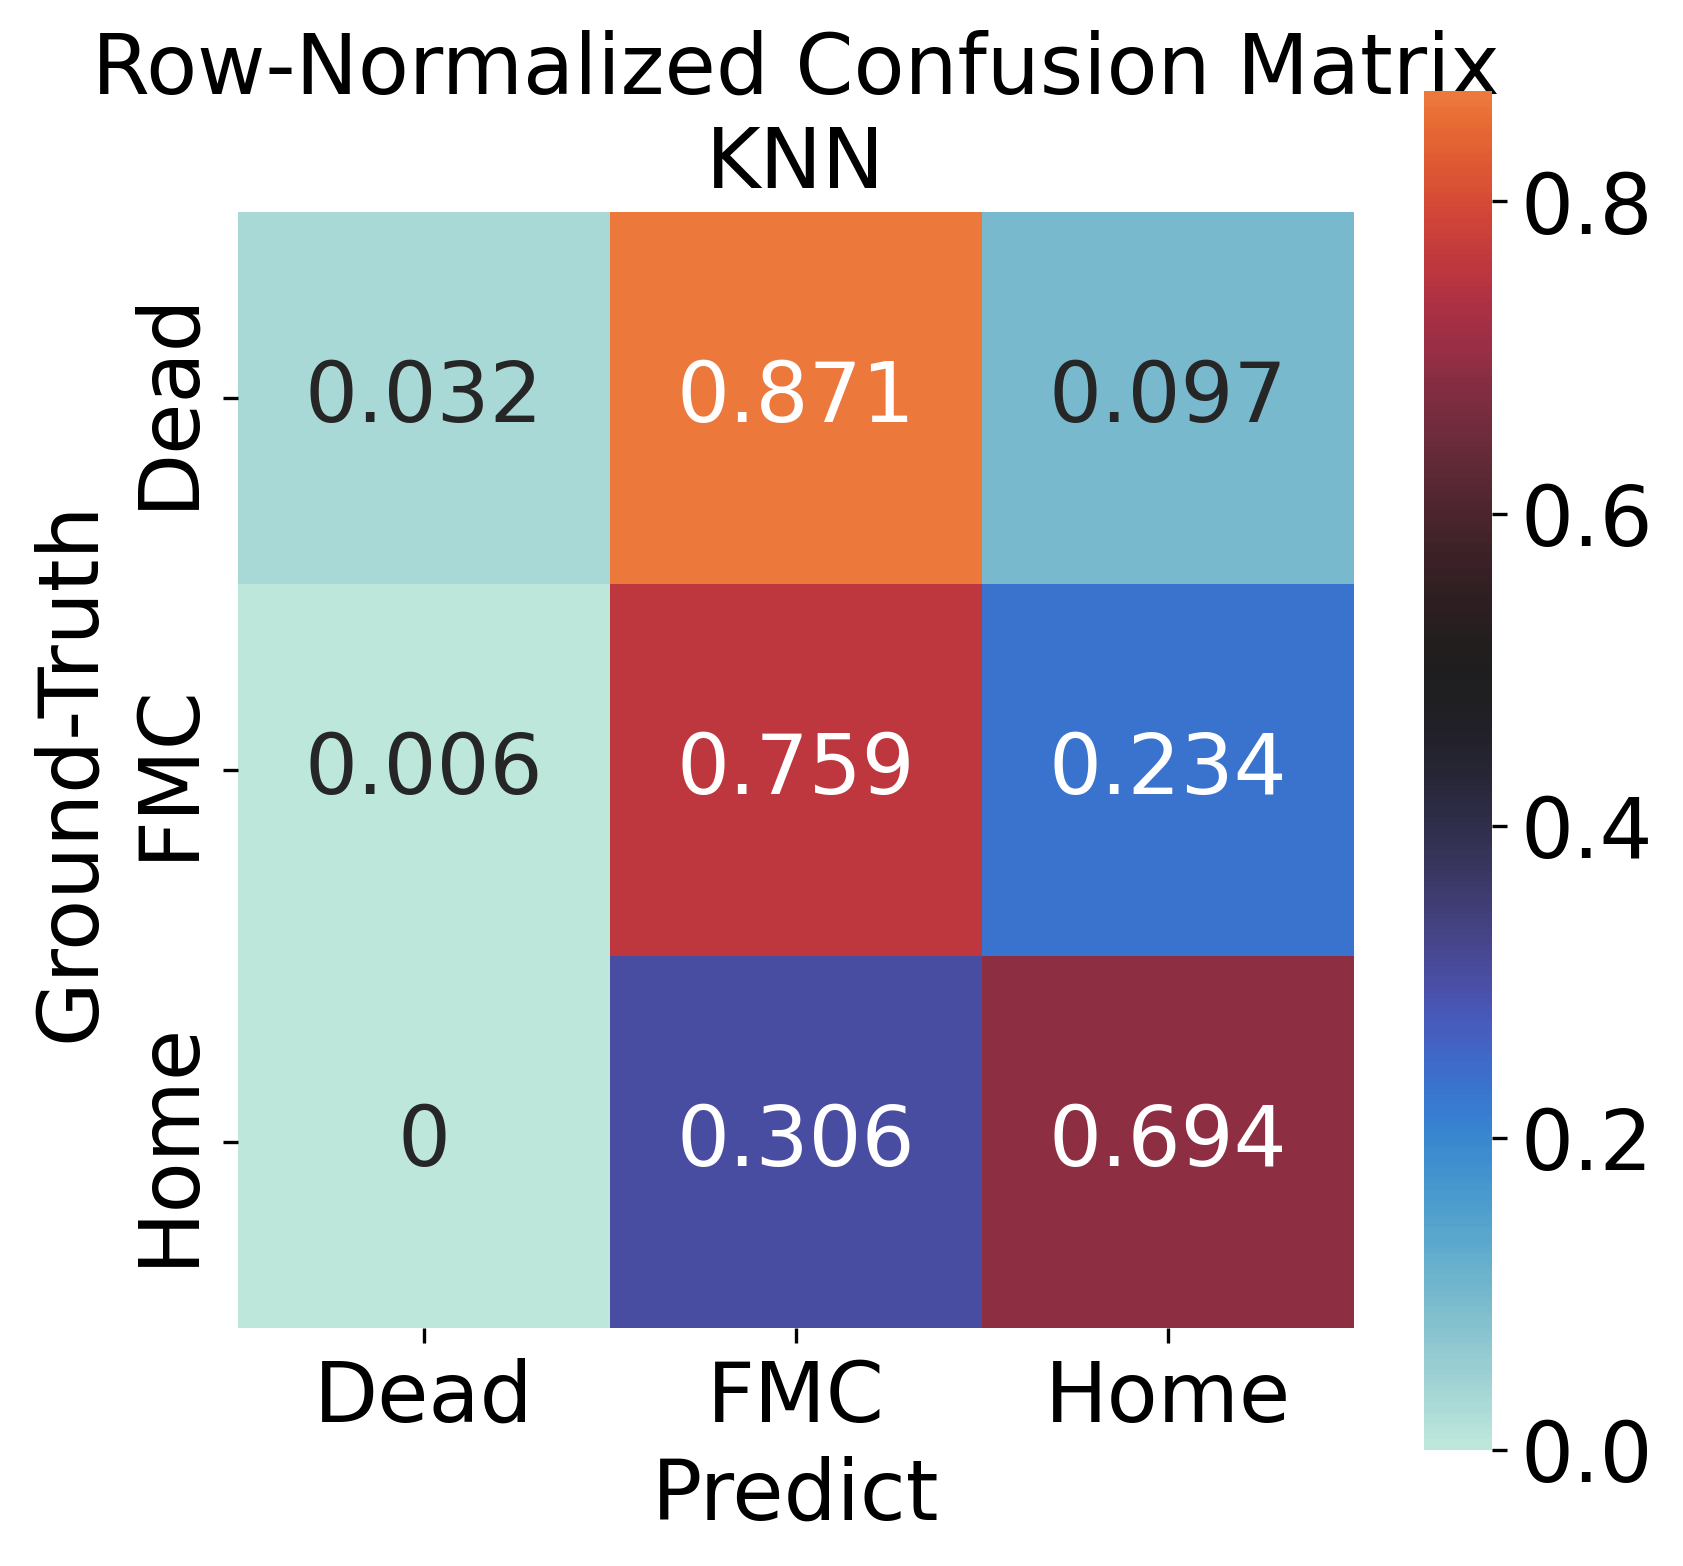 Row-Normalized Confusion Matrix
KNN
Ground-Truth
Dead
0.032 0.871 0.097
FMC
0.006 0.759 0.234
Home
0 0.306 0.694
Dead FMC Home
Predict
0.8
0.6
0.4
0.2
0.0